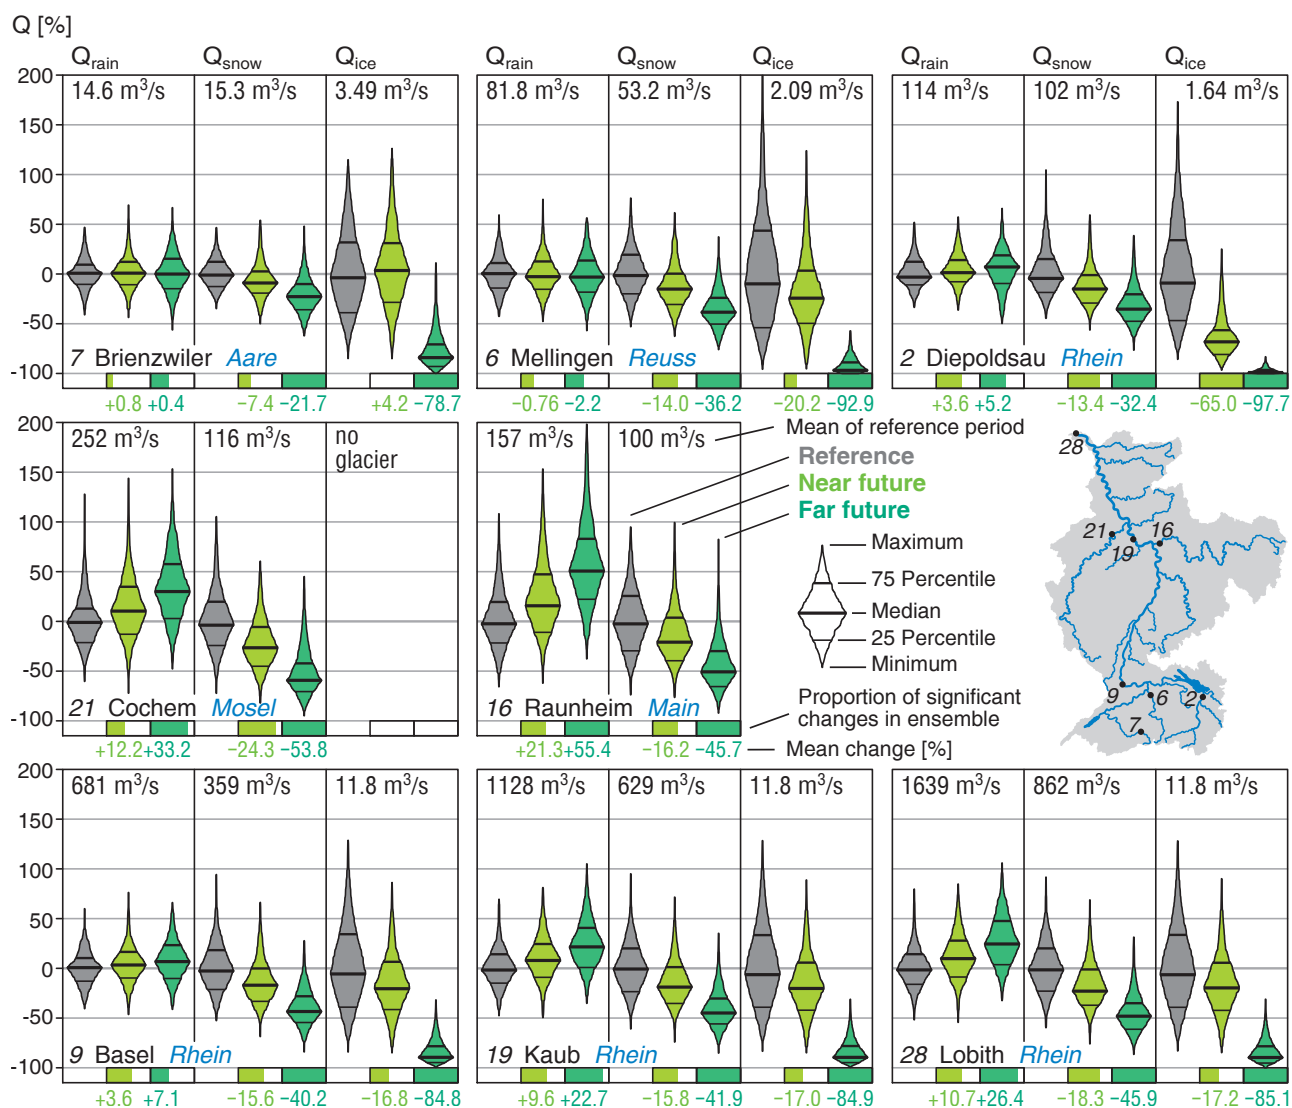 Q [%]
Qrain Qsnow Qice Qrain Qsnow Qice Qrain Qsnow Qice
200
14.6 m³/s 15.3 m³/s 3.49 m³/s 81.8 m³/s 53.2 m³/s 2.09 m³/s 114 m³/s 102 m³/s 1.64 m³/s
150
100
50
0
-50
7 Brienzwiler Aare 6 Mellingen Reuss 2 Diepoldsau Rhein
-100
+0.8 +0.4 −7.4 −21.7 +4.2 −78.7 −0.76 −2.2 −14.0 −36.2 −20.2 −92.9 +3.6 +5.2 −13.4 −32.4 −65.0 −97.7
200
252 m³/s 116 m³/s no glacier 157 m³/s 100 m³/s
Mean of reference period
Reference
Near future
Far future
Maximum
75 Percentile
Median
25 Percentile
Minimum
150
100
50
0
-50
21 Cochem Mosel 16 Raunheim Main
-100
Proportion of significant
changes in ensemble
+12.2 +33.2 −24.3 −53.8 +21.3 +55.4 −16.2 −45.7 Mean change [%]
28
21 19 16
9 6 2
7
200
681 m³/s 359 m³/s 11.8 m³/s 1128 m³/s 629 m³/s 11.8 m³/s 1639 m³/s 862 m³/s 11.8 m³/s
150
100
50
0
-50
9 Basel Rhein 19 Kaub Rhein 28 Lobith Rhein
-100
+3.6 +7.1 −15.6 −40.2 −16.8 −84.8 +9.6 +22.7 −15.8 −41.9 −17.0 −84.9 +10.7 +26.4 −18.3 −45.9 −17.2 −85.1